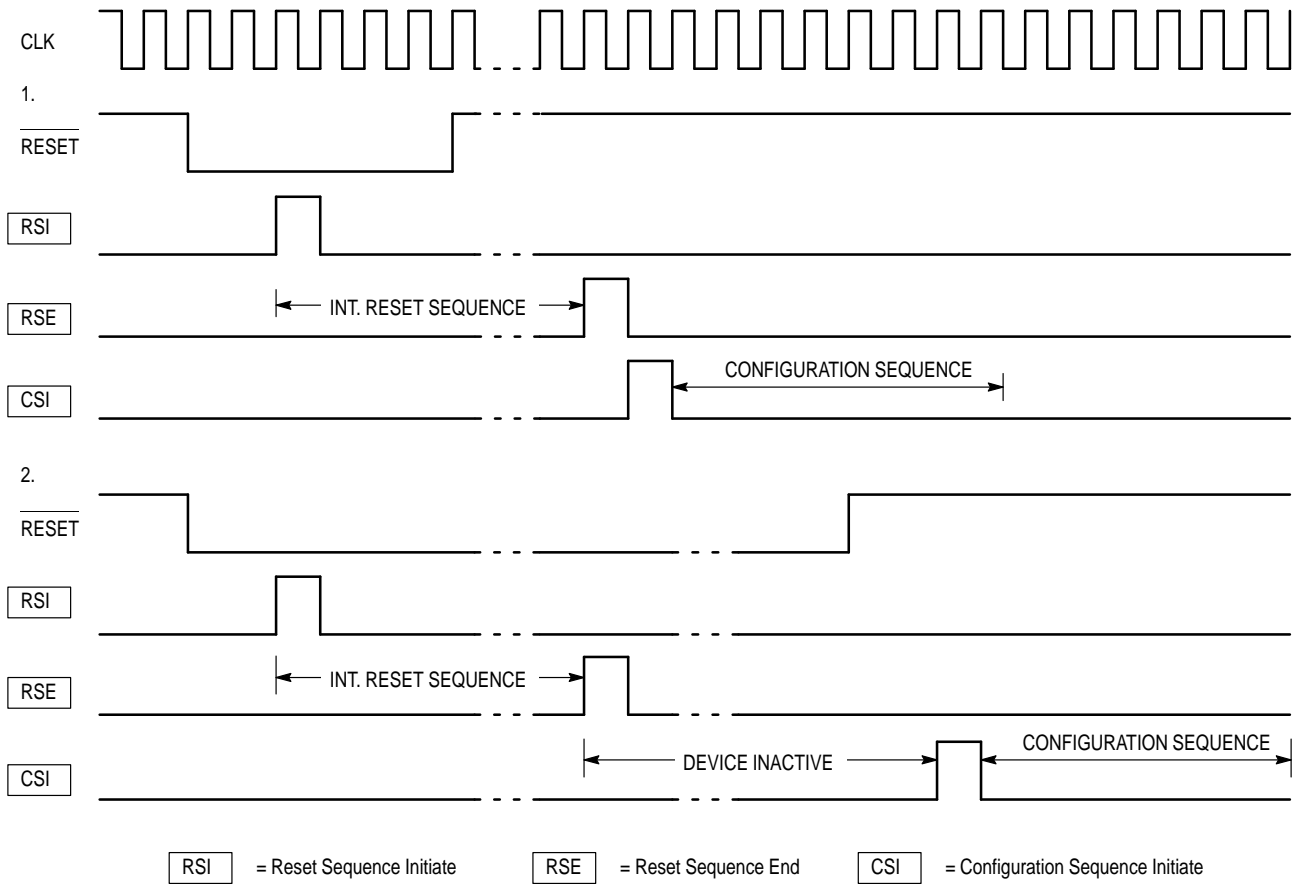 CLK
1.
RESET
RSI
INT. RESET SEQUENCE
RSE
CONFIGURATION SEQUENCE
CSI
2.
RESET
RSI
INT. RESET SEQUENCE
RSE
CONFIGURATION SEQUENCE
DEVICE INACTIVE
CSI
RSI = Reset Sequence Initiate RSE = Reset Sequence End CSI = Configuration Sequence Initiate